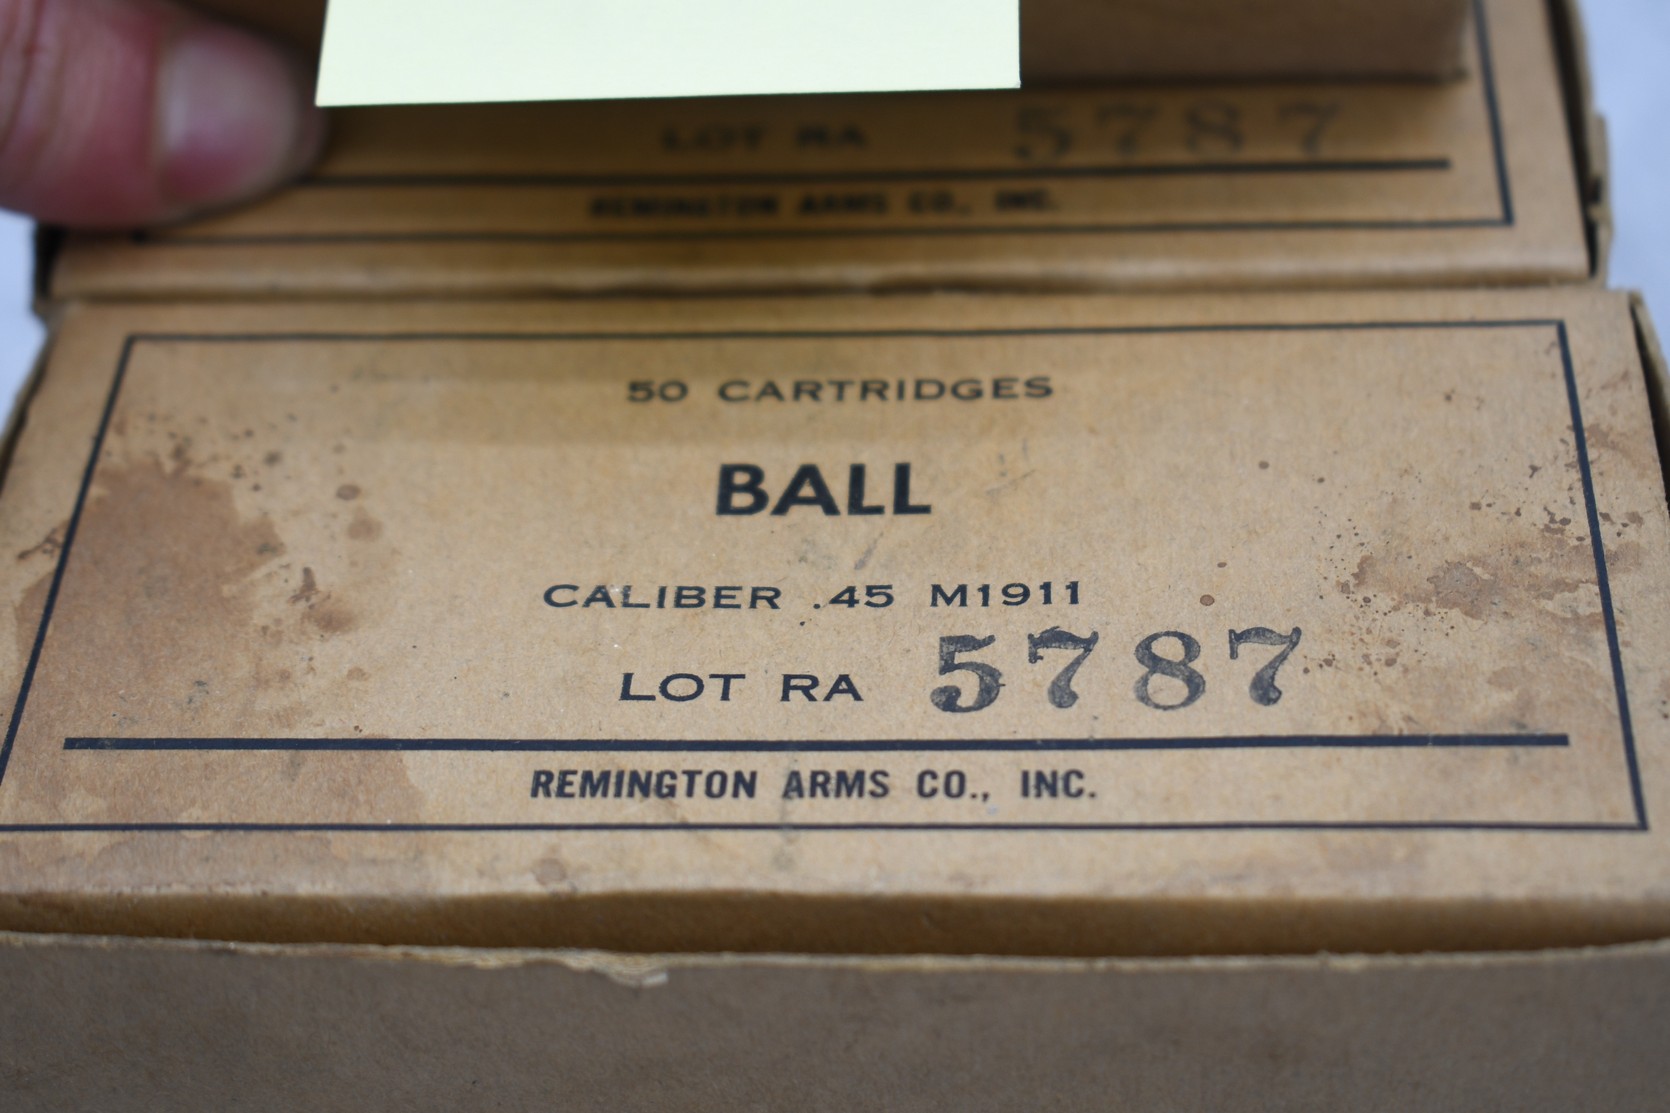 LOT RA 5787
REMINGTON ARMS CO., INC.
50 CARTRIDGES
BALL
CALIBER .45 M1911
LOT RA 5787
REMINGTON ARMS CO., INC.